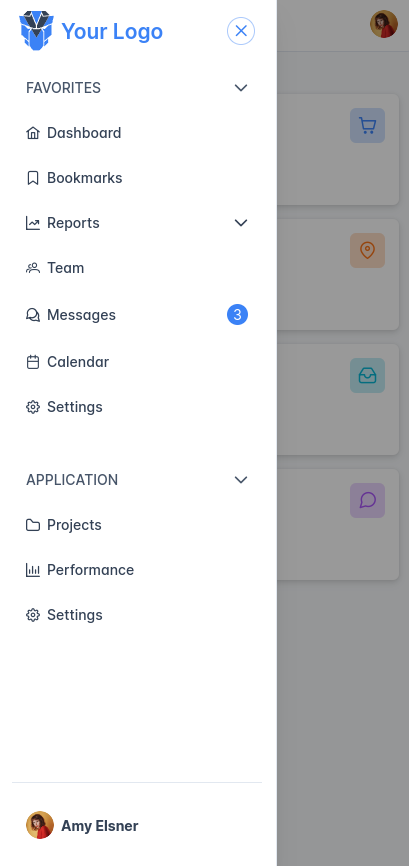 Your Logo
FAVORITES
Dashboard
Bookmarks
Reports
Team
Messages 3
Calendar
Settings
APPLICATION
Projects
Performance
Settings
Amy Elsner